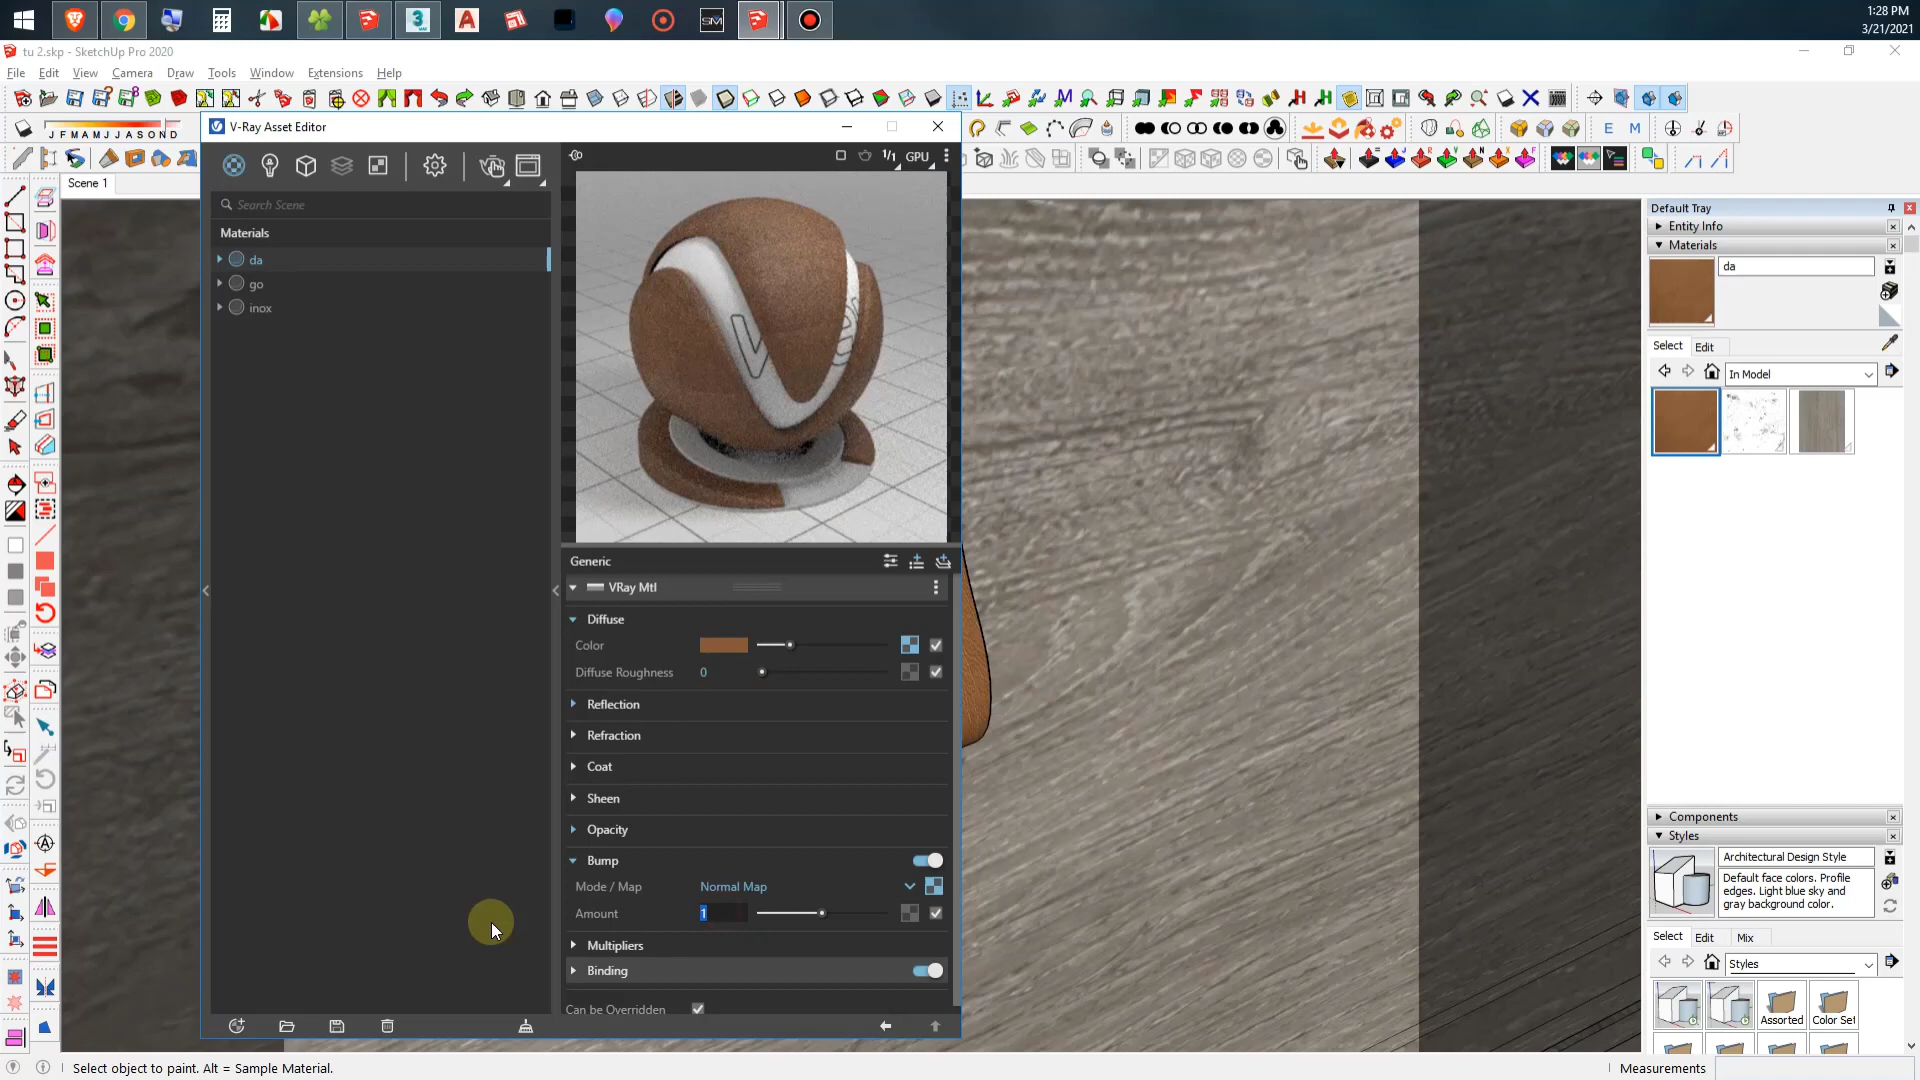 1:28 PM
3/21/2021
tu 2.skp - SketchUp Pro 2020
File Edit View Camera Draw Tools Window Extensions Help
J F M A M J J A S O N D
E M
Scene 1
V-Ray Asset Editor
1/1 GPU
Search Scene
Materials
da
go
inox
Generic
VRay Mtl
Diffuse
Color
Diffuse Roughness 0
Reflection
Refraction
Coat
Sheen
Opacity
Bump
Mode / Map Normal Map
Amount 1
Multipliers
Binding
Can be Overridden
Default Tray
Entity Info
Materials
da
Select Edit
In Model
Components
Styles
Architectural Design Style
Default face colors. Profile
edges. Light blue sky and
gray background color.
Select Edit Mix
Styles
Assorted
Color Set
Select object to paint. Alt = Sample Material.
Measurements